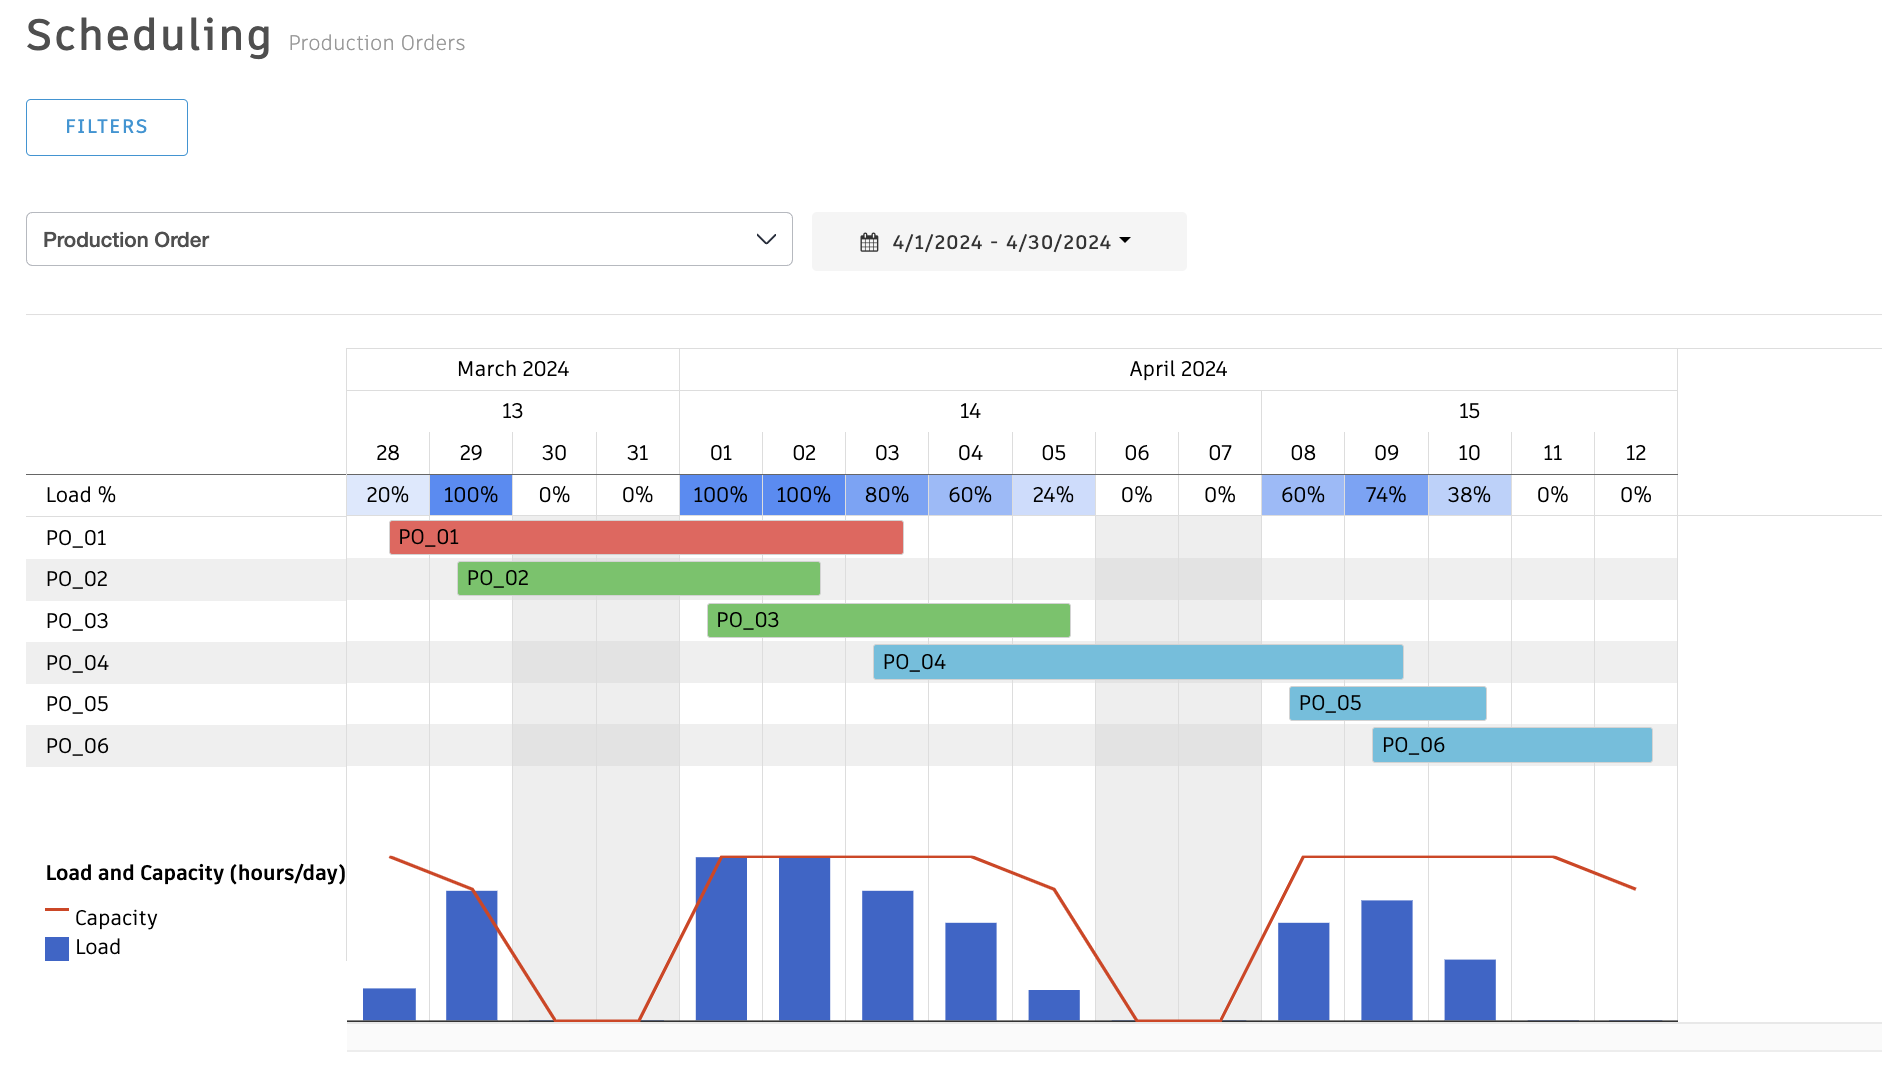 Scheduling Production Orders
FILTERS
Production Order
4/1/2024 - 4/30/2024
March 2024 April 2024
13 14 15
28 29 30 31 01 02 03 04 05 06 07 08 09 10 11 12
Load % 20% 100% 0% 0% 100% 100% 80% 60% 24% 0% 0% 60% 74% 38% 0% 0%
PO_01 PO_01
PO_02 PO_02
PO_03 PO_03
PO_04 PO_04
PO_05 PO_05
PO_06 PO_06
Load and Capacity (hours/day)
Capacity
Load